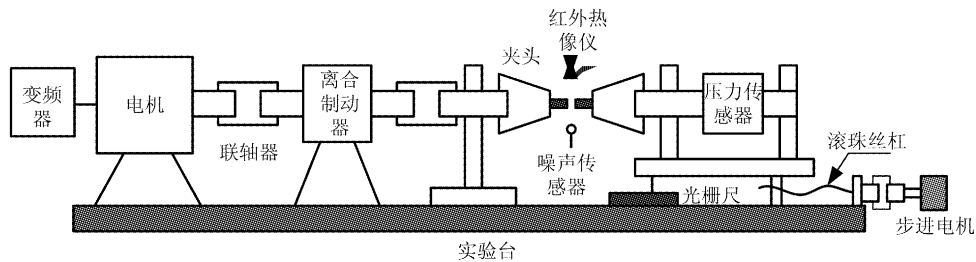 红外热
像仪
夹头
变频
器
电机
离合
制动
器
压力传
感器
联轴器
噪声传
感器
滚珠丝杠
光栅尺
步进电机
实验台